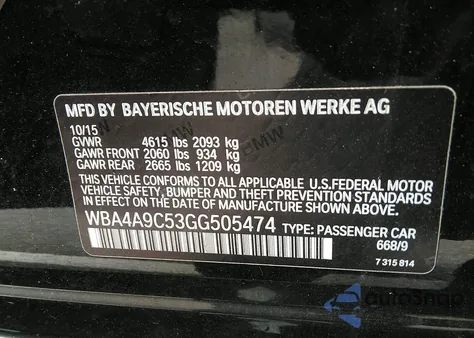 MFD BY BAYERISCHE MOTOREN WERKE AG
10/15
GVWR 4615 lbs 2093 kg
GAWR FRONT 2060 lbs 934 kg
GAWR REAR 2665 lbs 1209 kg
THIS VEHICLE CONFORMS TO ALL APPLICABLE U.S.FEDERAL MOTOR
VEHICLE SAFETY, BUMPER AND THEFT PREVENTION STANDARDS
IN EFFECT ON THE DATE OF MANUFACTURE SHOWN ABOVE.
WBA4A9C53GG505474 TYPE: PASSENGER CAR
668/9
7 315 814
autoSnap